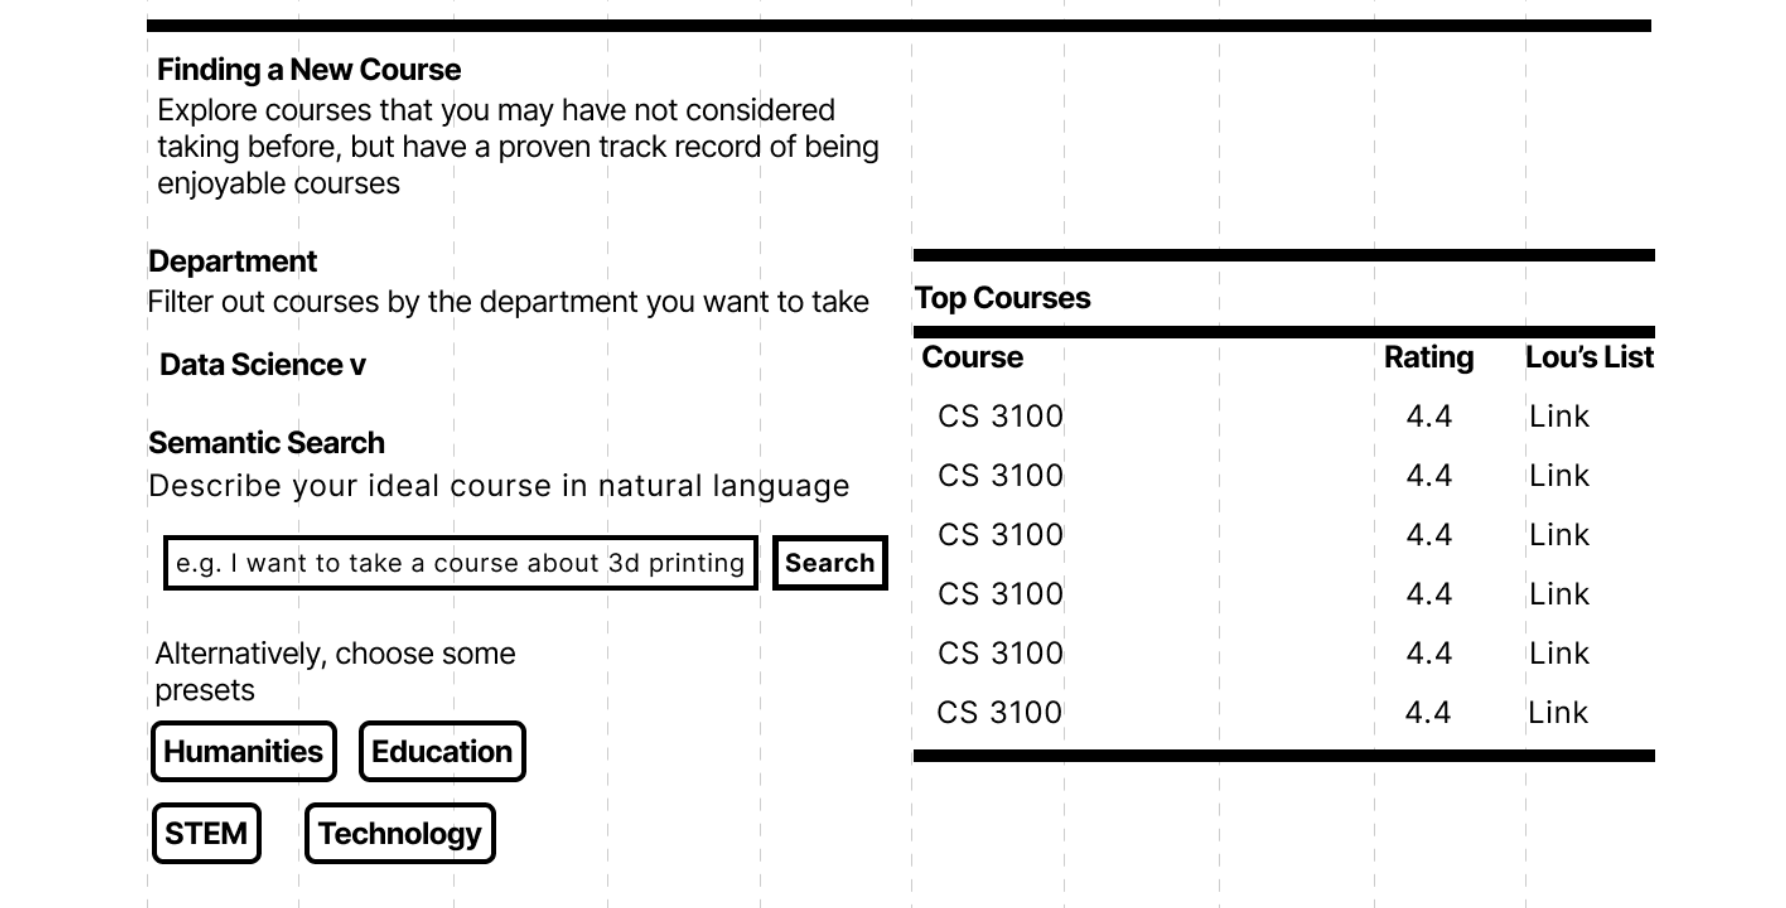 Finding a New Course
Explore courses that you may have not considered
taking before, but have a proven track record of being
enjoyable courses
Department
Filter out courses by the department you want to take
Data Science v
Semantic Search
Describe your ideal course in natural language
e.g. I want to take a course about 3d printing
Search
Alternatively, choose some
presets
Humanities
Education
STEM
Technology
Top Courses
Course Rating Lou's List
CS 3100 4.4 Link
CS 3100 4.4 Link
CS 3100 4.4 Link
CS 3100 4.4 Link
CS 3100 4.4 Link
CS 3100 4.4 Link